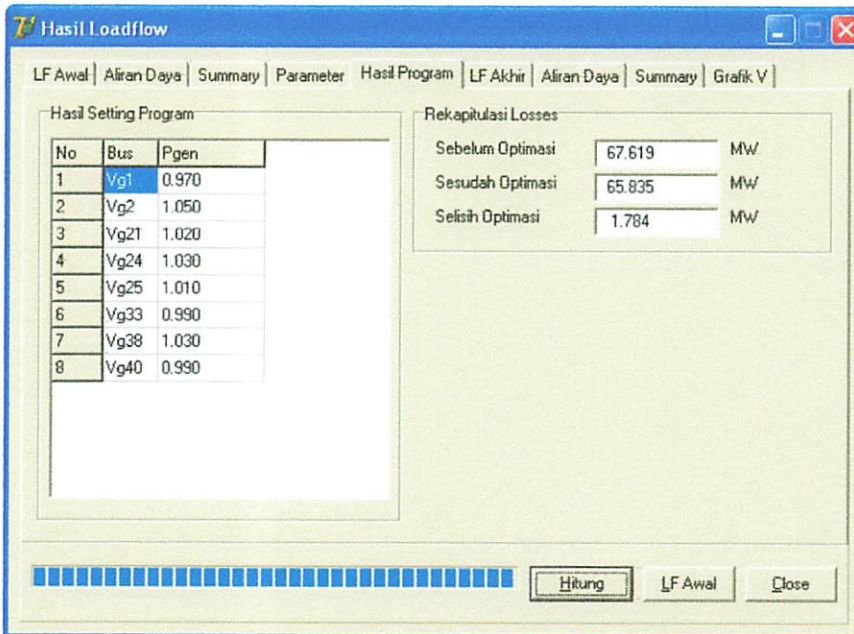 Hasil Loadflow
LF Awal Aliran Daya Summary Parameter Hasil Program LF Akhir Aliran Daya Summary Grafik V
Hasil Setting Program
No Bus Pgen
1 Vg1 0.970
2 Vg2 1.050
3 Vg21 1.020
4 Vg24 1.030
5 Vg25 1.010
6 Vg33 0.990
7 Vg38 1.030
8 Vg40 0.990
Rekapitulasi Losses
Sebelum Optimasi 67.619 MW
Sesudah Optimasi 65.835 MW
Selisih Optimasi 1.784 MW
Hitung LF Awal Close